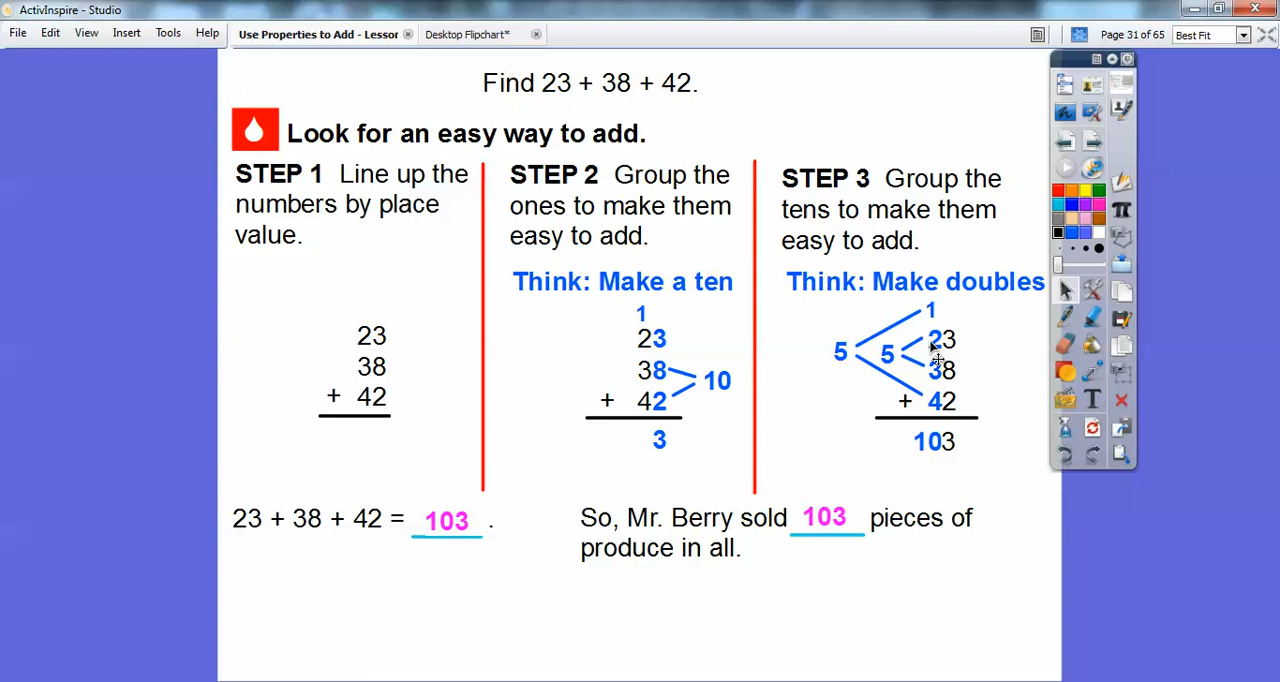 ActivInspire - Studio
File Edit View Insert Tools Help
Use Properties to Add - Lessor
Desktop Flipchart*
Page 31 of 65
Best Fit
Find 23 + 38 + 42.
Look for an easy way to add.
STEP 1 Line up the
numbers by place
value.
23
38
+ 42
STEP 2 Group the
ones to make them
easy to add.
Think: Make a ten
1
23
38
10
+ 42
3
STEP 3 Group the
tens to make them
easy to add.
Think: Make doubles
1
23
5 5
38
+ 42
103
23 + 38 + 42 = 103 .
So, Mr. Berry sold 103 pieces of
produce in all.